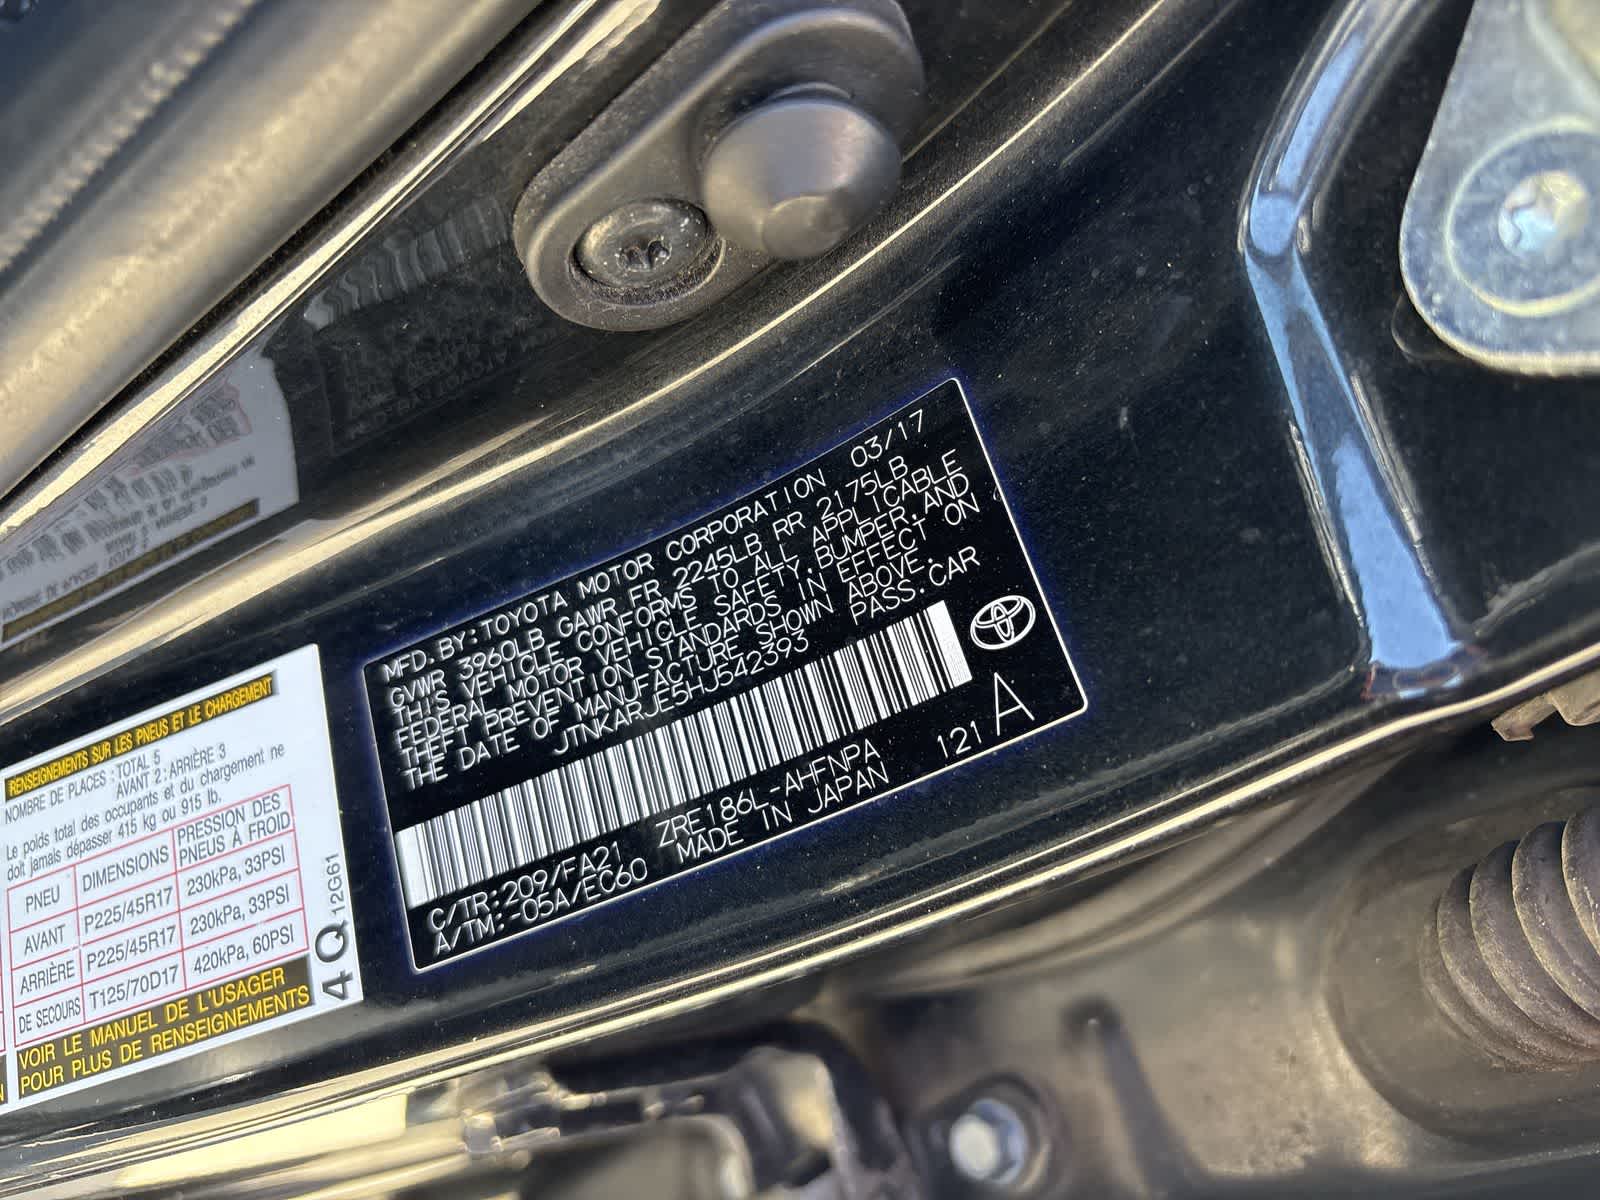 MFD. BY: TOYOTA MOTOR CORPORATION 03/17
GVWR 3960LB GAWR FR 2245LB RR 2175LB
THIS VEHICLE CONFORMS TO ALL APPLICABLE
FEDERAL MOTOR VEHICLE SAFETY, BUMPER, AND
THEFT PREVENTION STANDARDS IN EFFECT ON
THE DATE OF MANUFACTURE SHOWN ABOVE.
JTNKARJE5HJ542393 PASS. CAR
C/TR: 209/FA21 ZRE186L-AHFNPA 121 A
A/TM: -05A/EC60 MADE IN JAPAN
RENSEIGNEMENTS SUR LES PNEUS ET LE CHARGEMENT
NOMBRE DE PLACES : TOTAL 5
AVANT 2 : ARRIÈRE 3
Le poids total des occupants et du chargement ne
doit jamais dépasser 415 kg ou 915 lb.
PNEU DIMENSIONS PRESSION DES PNEUS À FROID
AVANT P225/45R17 230kPa, 33PSI
ARRIÈRE P225/45R17 230kPa, 33PSI
DE SECOURS T125/70D17 420kPa, 60PSI
VOIR LE MANUEL DE L'USAGER
POUR PLUS DE RENSEIGNEMENTS
4Q 12G61